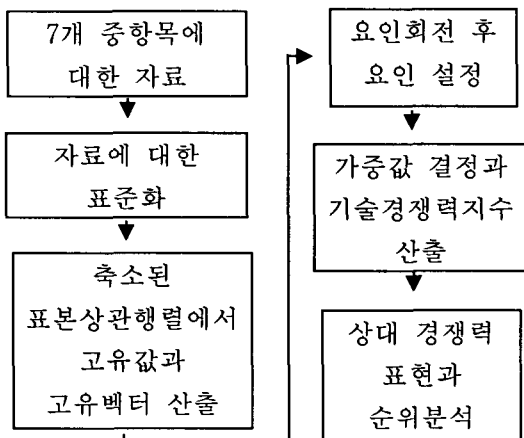 7개 중항목에
대한 자료
자료에 대한
표준화
축소된
표본상관행렬에서
고유값과
고유벡터 산출
요인회전 후
요인 설정
가중값 결정과
기술경쟁력지수
산출
상대 경쟁력
표현과
순위분석